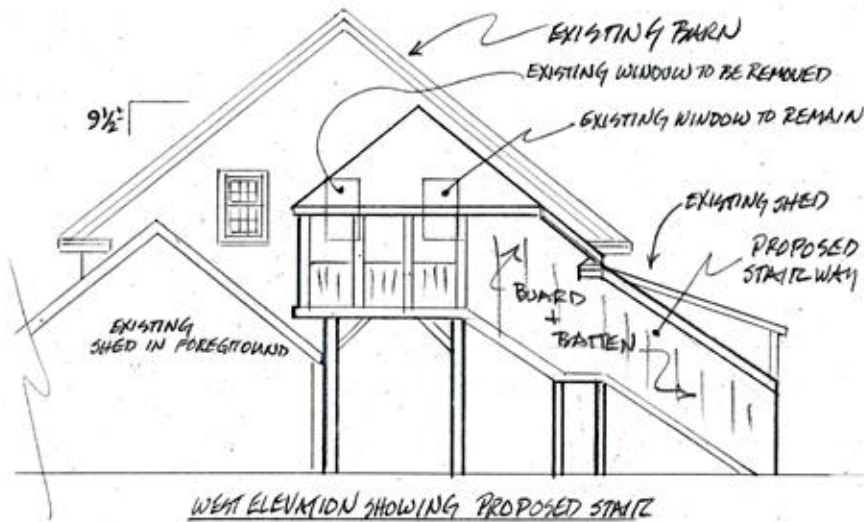 EXISTING BARN
EXISTING WINDOW TO BE REMOVED
9½"
EXISTING WINDOW TO REMAIN
EXISTING SHED
PROPOSED
STAIRWAY
BOARD
+
BATTEN
EXISTING
SHED IN FOREGROUND
WEST ELEVATION SHOWING PROPOSED STAIR